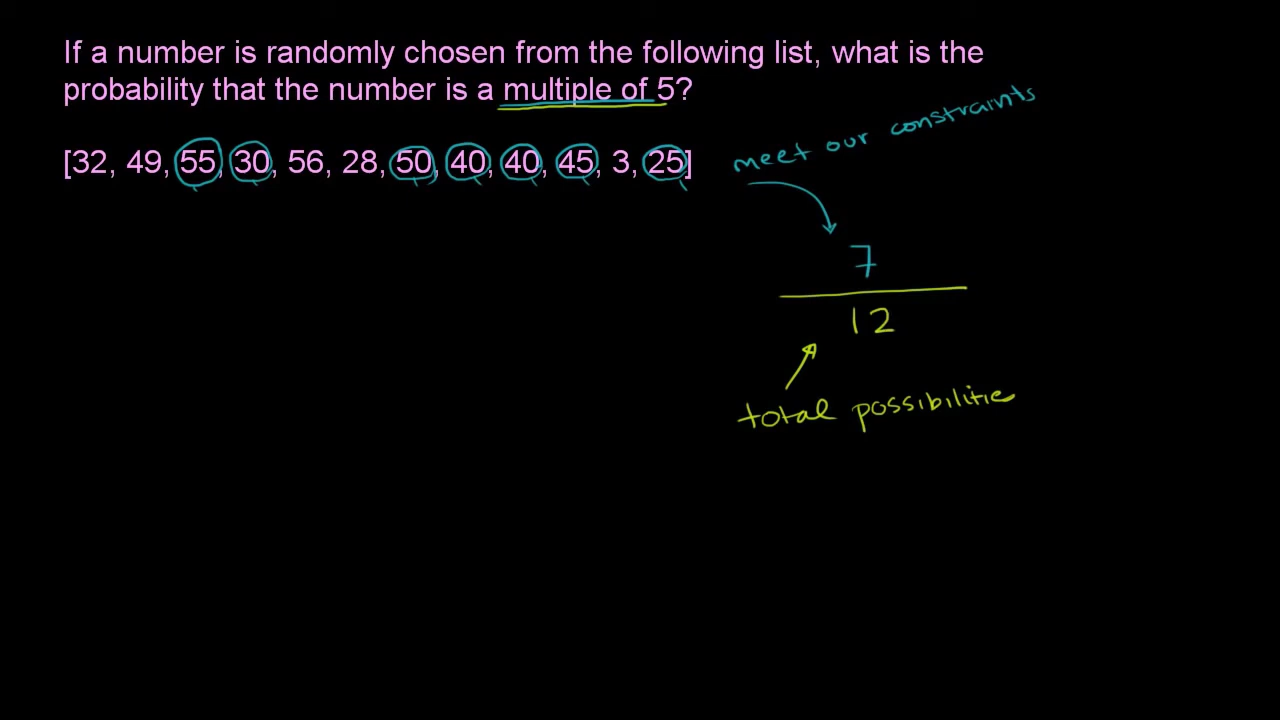 If a number is randomly chosen from the following list, what is the
probability that the number is a multiple of 5?
[32, 49, 55, 30, 56, 28, 50, 40, 40, 45, 3, 25]
meet our constraints
7
12
total possibilitie